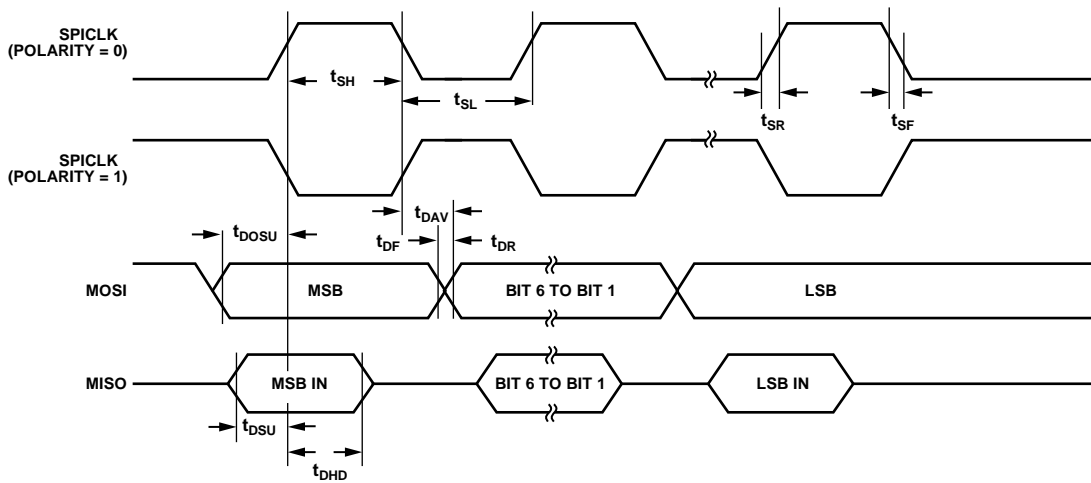 SPICLK
(POLARITY = 0)
tSH
tSL
tSR
tSF
SPICLK
(POLARITY = 1)
tDAV
tDOSU
tDF
tDR
MOSI
MSB
BIT 6 TO BIT 1
LSB
MISO
MSB IN
BIT 6 TO BIT 1
LSB IN
tDSU
tDHD